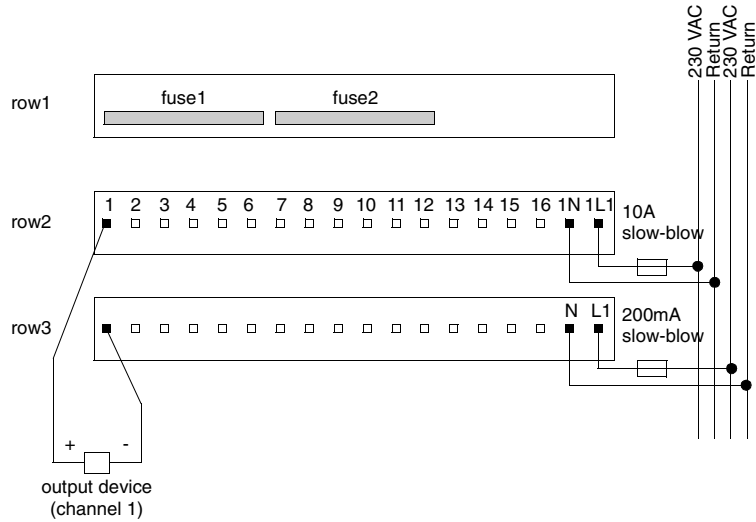 230 VAC
Return
230 VAC
Return
row1
fuse1 fuse2
row2
1 2 3 4 5 6 7 8 9 10 11 12 13 14 15 16 1N 1L1
10A
slow-blow
row3
N L1
200mA
slow-blow
+ -
output device
(channel 1)